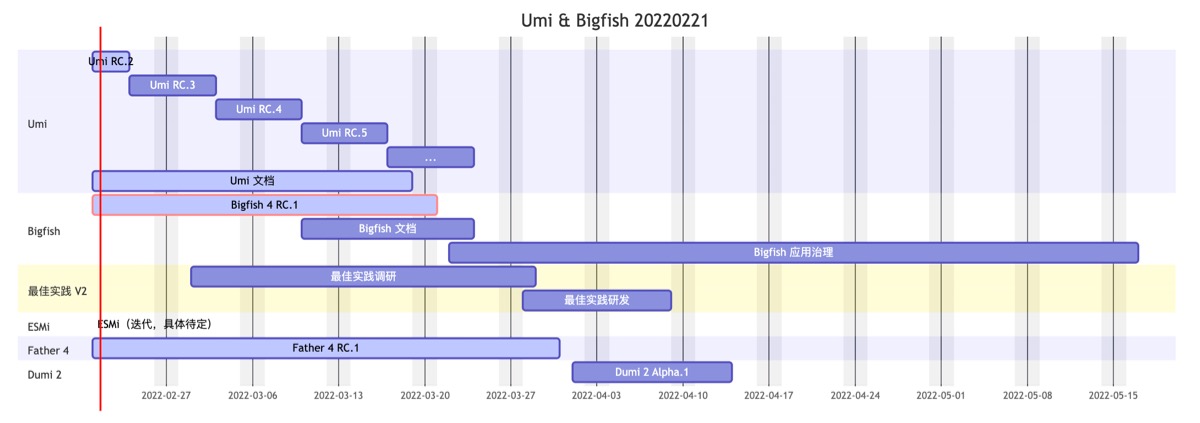 Umi & Bigfish 20220221
Umi RC.2
Umi RC.3
Umi RC.4
Umi
Umi RC.5
...
Umi 文档
Bigfish 4 RC.1
Bigfish
Bigfish 文档
Bigfish 应用治理
最佳实践调研
最佳实践 V2
最佳实践研发
ESMi
ESMi（迭代，具体待定）
Father 4
Father 4 RC.1
Dumi 2
Dumi 2 Alpha.1
2022-02-27 2022-03-06 2022-03-13 2022-03-20 2022-03-27 2022-04-03 2022-04-10 2022-04-17 2022-04-24 2022-05-01 2022-05-08 2022-05-15